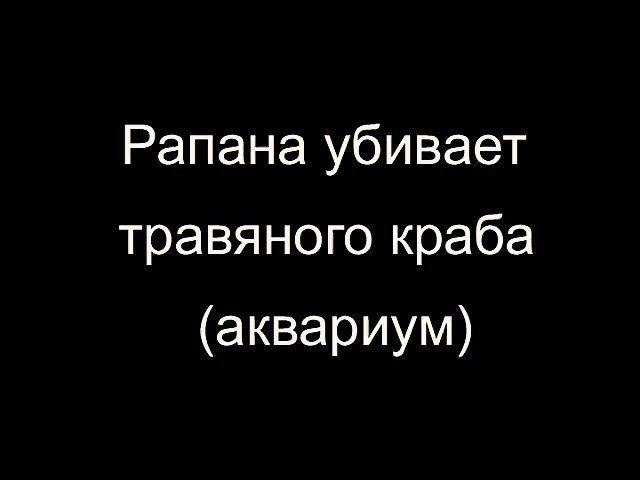 Рапана убивает
травяного краба
(аквариум)